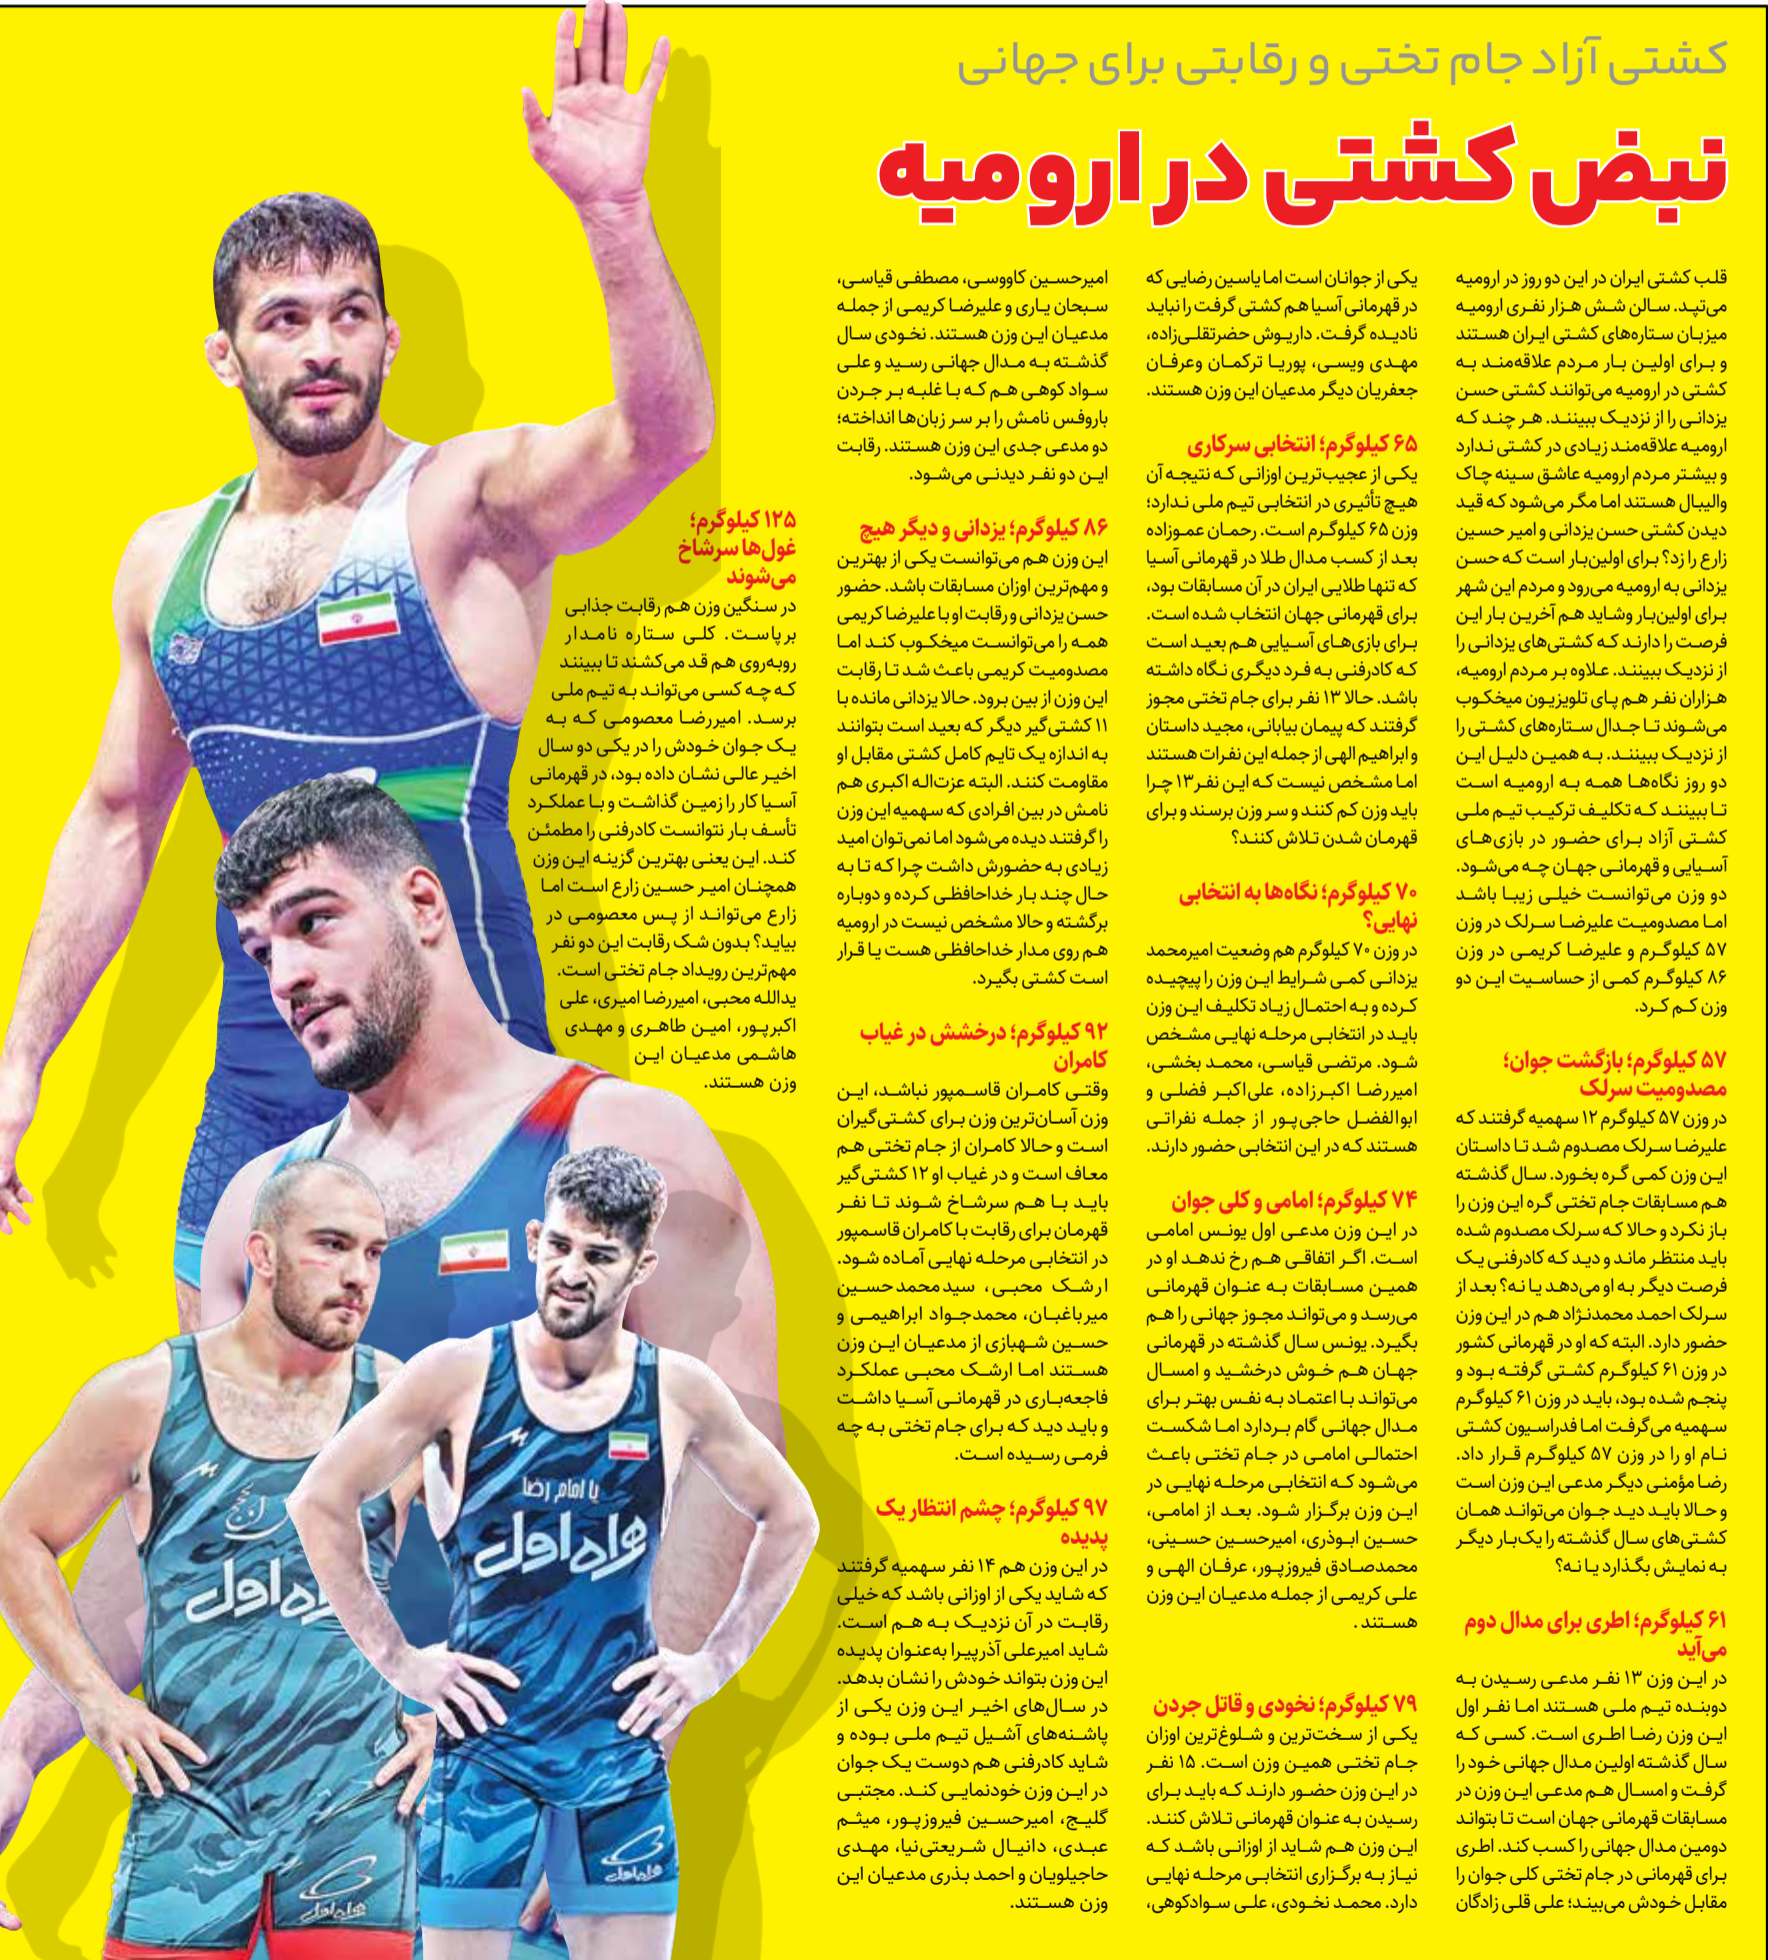 کشتی آزاد جام تختی و رقابتی برای جهانی
نبض کشتی در ارومیه
قلب کشتی ایران در این دو روز در ارومیه
می‌تپد. سالن شش هزار نفری ارومیه
میزبان ستاره‌های کشتی ایران هستند
و برای اولین بار مردم علاقه‌مند به
کشتی در ارومیه می‌توانند کشتی حسن
یزدانی را از نزدیک ببینند. هر چند که
ارومیه علاقه‌مند زیادی در کشتی ندارد
و بیشتر مردم ارومیه عاشق سینه چاک
والیبال هستند اما مگر می‌شود که قید
دیدن کشتی حسن یزدانی و امیر حسین
زارع را زد؟ برای اولین‌بار است که حسن
یزدانی به ارومیه می‌رود و مردم این شهر
برای اولین‌بار وشاید هم آخرین بار این
فرصت را دارند که کشتی‌های یزدانی را
از نزدیک ببینند. علاوه بر مردم ارومیه،
هزاران نفر هم پای تلویزیون میخکوب
می‌شوند تا جدال ستاره‌های کشتی را
از نزدیک ببینند. به همین دلیل این
دو روز نگاه‌ها همه به ارومیه است
تا ببینند که تکلیف ترکیب تیم ملی
کشتی آزاد برای حضور در بازی‌های
آسیایی و قهرمانی جهان چه می‌شود.
دو وزن می‌توانست خیلی زیبا باشد
اما مصدومیت علیرضا سرلک در وزن
۵۷ کیلوگرم و علیرضا کریمی در وزن
۸۶ کیلوگرم کمی از حساسیت این دو
وزن کم کرد.
۵۷ کیلوگرم؛ بازگشت جوان؛
مصدومیت سرلک
در وزن ۵۷ کیلوگرم ۱۲ سهمیه گرفتند که
علیرضا سرلک مصدوم شد تا داستان
این وزن کمی گره بخورد. سال گذشته
هم مسابقات جام تختی گره این وزن را
باز نکرد و حالا که سرلک مصدوم شده
باید منتظر ماند و دید که کادرفنی یک
فرصت دیگر به او می‌دهد یا نه؟ بعد از
سرلک احمد محمدنژاد هم در این وزن
حضور دارد. البته که او در قهرمانی کشور
در وزن ۶۱ کیلوگرم کشتی گرفته بود و
پنجم شده بود، باید در وزن ۶۱ کیلوگرم
سهمیه می‌گرفت اما فدراسیون کشتی
نام او را در وزن ۵۷ کیلوگرم قرار داد.
رضا مؤمنی دیگر مدعی این وزن است
و حالا باید دید جوان می‌تواند همان
کشتی‌های سال گذشته را یک‌بار دیگر
به نمایش بگذارد یا نه؟
۶۱ کیلوگرم؛ اطری برای مدال دوم
می‌آید
در این وزن ۱۳ نفر مدعی رسیدن به
دوبنده تیم ملی هستند اما نفر اول
این وزن رضا اطری است. کسی که
سال گذشته اولین مدال جهانی خود را
گرفت و امسال هم مدعی این وزن در
مسابقات قهرمانی جهان است تا بتواند
دومین مدال جهانی را کسب کند. اطری
برای قهرمانی در جام تختی کلی جوان را
مقابل خودش می‌بیند؛ علی قلی زادگان
یکی از جوانان است اما یاسین رضایی که
در قهرمانی آسیا هم کشتی گرفت را نباید
نادیده گرفت. داریوش حضرتقلی‌زاده،
مهدی ویسی، پوریا ترکمان وعرفان
جعفریان دیگر مدعیان این وزن هستند.
۶۵ کیلوگرم؛ انتخابی سرکاری
یکی از عجیب‌ترین اوزانی که نتیجه آن
هیچ تأثیری در انتخابی تیم ملی ندارد؛
وزن ۶۵ کیلوگرم است. رحمان عموزاده
بعد از کسب مدال طلا در قهرمانی آسیا
که تنها طلایی ایران در آن مسابقات بود،
برای قهرمانی جهان انتخاب شده است.
برای بازی‌های آسیایی هم بعید است
که کادرفنی به فرد دیگری نگاه داشته
باشد. حالا ۱۳ نفر برای جام تختی مجوز
گرفتند که پیمان بیابانی، مجید داستان
و ابراهیم الهی از جمله این نفرات هستند
اما مشخص نیست که این نفر۱۳ چرا
باید وزن کم کنند و سر وزن برسند و برای
قهرمان شدن تلاش کنند؟
۷۰ کیلوگرم؛ نگاه‌ها به انتخابی
نهایی؟
در وزن ۷۰ کیلوگرم هم وضعیت امیرمحمد
یزدانی کمی شرایط این وزن را پیچیده
کرده و به احتمال زیاد تکلیف این وزن
باید در انتخابی مرحله نهایی مشخص
شود. مرتضی قیاسی، محمد بخشی،
امیررضا اکبرزاده، علی‌اکبر فضلی و
ابوالفضل حاجی‌پور از جمله نفراتی
هستند که در این انتخابی حضور دارند.
۷۴ کیلوگرم؛ امامی و کلی جوان
در این وزن مدعی اول یونس امامی
است. اگر اتفاقی هم رخ ندهد او در
همین مسابقات به عنوان قهرمانی
می‌رسد و می‌تواند مجوز جهانی را هم
بگیرد. یونس سال گذشته در قهرمانی
جهان هم خوش درخشید و امسال
می‌تواند با اعتماد به نفس بهتر برای
مدال جهانی گام بردارد اما شکست
احتمالی امامی در جام تختی باعث
می‌شود که انتخابی مرحله نهایی در
این وزن برگزار شود. بعد از امامی،
حسین ابوذری، امیرحسین حسینی،
محمدصادق فیروزپور، عرفان الهی و
علی کریمی از جمله مدعیان این وزن
هستند .
۷۹ کیلوگرم؛ نخودی و قاتل جردن
یکی از سخت‌ترین و شلوغ‌ترین اوزان
جام تختی همین وزن است. ۱۵ نفر
در این وزن حضور دارند که باید برای
رسیدن به عنوان قهرمانی تلاش کنند.
این وزن هم شاید از اوزانی باشد که
نیاز به برگزاری انتخابی مرحله نهایی
دارد. محمد نخودی، علی سوادکوهی،
امیرحسین کاووسی، مصطفی قیاسی،
سبحان یاری و علیرضا کریمی از جمله
مدعیان این وزن هستند. نخودی سال
گذشته به مدال جهانی رسید و علی
سواد کوهی هم که با غلبه بر جردن
باروفس نامش را بر سر زبان‌ها انداخته؛
دو مدعی جدی این وزن هستند. رقابت
این دو نفر دیدنی می‌شود.
۸۶ کیلوگرم؛ یزدانی و دیگر هیچ
این وزن هم می‌توانست یکی از بهترین
و مهم‌ترین اوزان مسابقات باشد. حضور
حسن یزدانی و رقابت او با علیرضا کریمی
همه را می‌توانست میخکوب کند اما
مصدومیت کریمی باعث شد تا رقابت
این وزن از بین برود. حالا یزدانی مانده با
۱۱ کشتی‌گیر دیگر که بعید است بتوانند
به اندازه یک تایم کامل کشتی مقابل او
مقاومت کنند. البته عزت‌اله اکبری هم
نامش در بین افرادی که سهمیه این وزن
را گرفتند دیده می‌شود اما نمی‌توان امید
زیادی به حضورش داشت چرا که تا به
حال چند بار خداحافظی کرده و دوباره
برگشته و حالا مشخص نیست در ارومیه
هم روی مدار خداحافظی هست یا قرار
است کشتی بگیرد.
۹۲ کیلوگرم؛ درخشش در غیاب
کامران
وقتی کامران قاسمپور نباشد، این
وزن آسان‌ترین وزن برای کشتی‌گیران
است و حالا کامران از جام تختی هم
معاف است و در غیاب او ۱۲ کشتی‌گیر
باید با هم سرشاخ شوند تا نفر
قهرمان برای رقابت با کامران قاسمپور
در انتخابی مرحله نهایی آماده شود.
ارشک محبی، سیدمحمدحسین
میرباغبان، محمدجواد ابراهیمی و
حسین شهبازی از مدعیان این وزن
هستند اما ارشک محبی عملکرد
فاجعه‌باری در قهرمانی آسیا داشت
و باید دید که برای جام تختی به چه
فرمی رسیده است.
۹۷ کیلوگرم؛ چشم انتظار یک
پدیده
در این وزن هم ۱۴ نفر سهمیه گرفتند
که شاید یکی از اوزانی باشد که خیلی
رقابت در آن نزدیک به هم است.
شاید امیرعلی آذرپیرا به‌عنوان پدیده
این وزن بتواند خودش را نشان بدهد.
در سال‌های اخیر این وزن یکی از
پاشنه‌های آشیل تیم ملی بوده و
شاید کادرفنی هم دوست یک جوان
در این وزن خودنمایی کند. مجتبی
گلیج، امیرحسین فیروزپور، میثم
عبدی، دانیال شریعتی‌نیا، مهدی
حاجیلویان و احمد بذری مدعیان این
وزن هستند.
۱۲۵ کیلوگرم؛
غول‌ها سرشاخ
می‌شوند
در سنگین وزن هم رقابت جذابی
برپاست. کلی ستاره نامدار
روبه‌روی هم قد می‌کشند تا ببینند
که چه کسی می‌تواند به تیم ملی
برسد. امیررضا معصومی که به
یک جوان خودش را در یکی دو سال
اخیر عالی نشان داده بود، در قهرمانی
آسیا کار را زمین گذاشت و با عملکرد
تأسف بار نتوانست کادرفنی را مطمئن
کند. این یعنی بهترین گزینه این وزن
همچنان امیر حسین زارع است اما
زارع می‌تواند از پس معصومی در
بیاید؟ بدون شک رقابت این دو نفر
مهم‌ترین رویداد جام تختی است.
یدالله محبی، امیررضا امیری، علی
اکبرپور، امین طاهری و مهدی
هاشمی مدعیان این
وزن هستند.
یا امام رضا
همراه اول
همراه اول
همراه اول
همراه اول